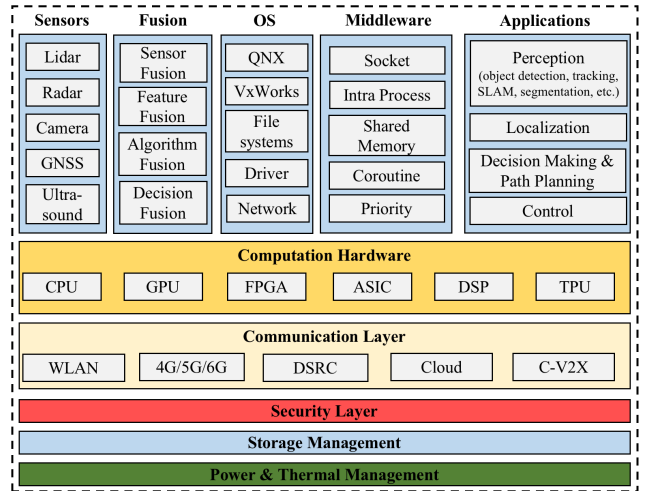 Sensors
Fusion
OS
Middleware
Applications
Lidar
Radar
Camera
GNSS
Ultra-
sound
Sensor
Fusion
Feature
Fusion
Algorithm
Fusion
Decision
Fusion
QNX
VxWorks
File
systems
Driver
Network
Socket
Intra Process
Shared
Memory
Coroutine
Priority
Perception
(object detection, tracking,
SLAM, segmentation, etc.)
Localization
Decision Making &
Path Planning
Control
Computation Hardware
CPU
GPU
FPGA
ASIC
DSP
TPU
Communication Layer
WLAN
4G/5G/6G
DSRC
Cloud
C-V2X
Security Layer
Storage Management
Power & Thermal Management